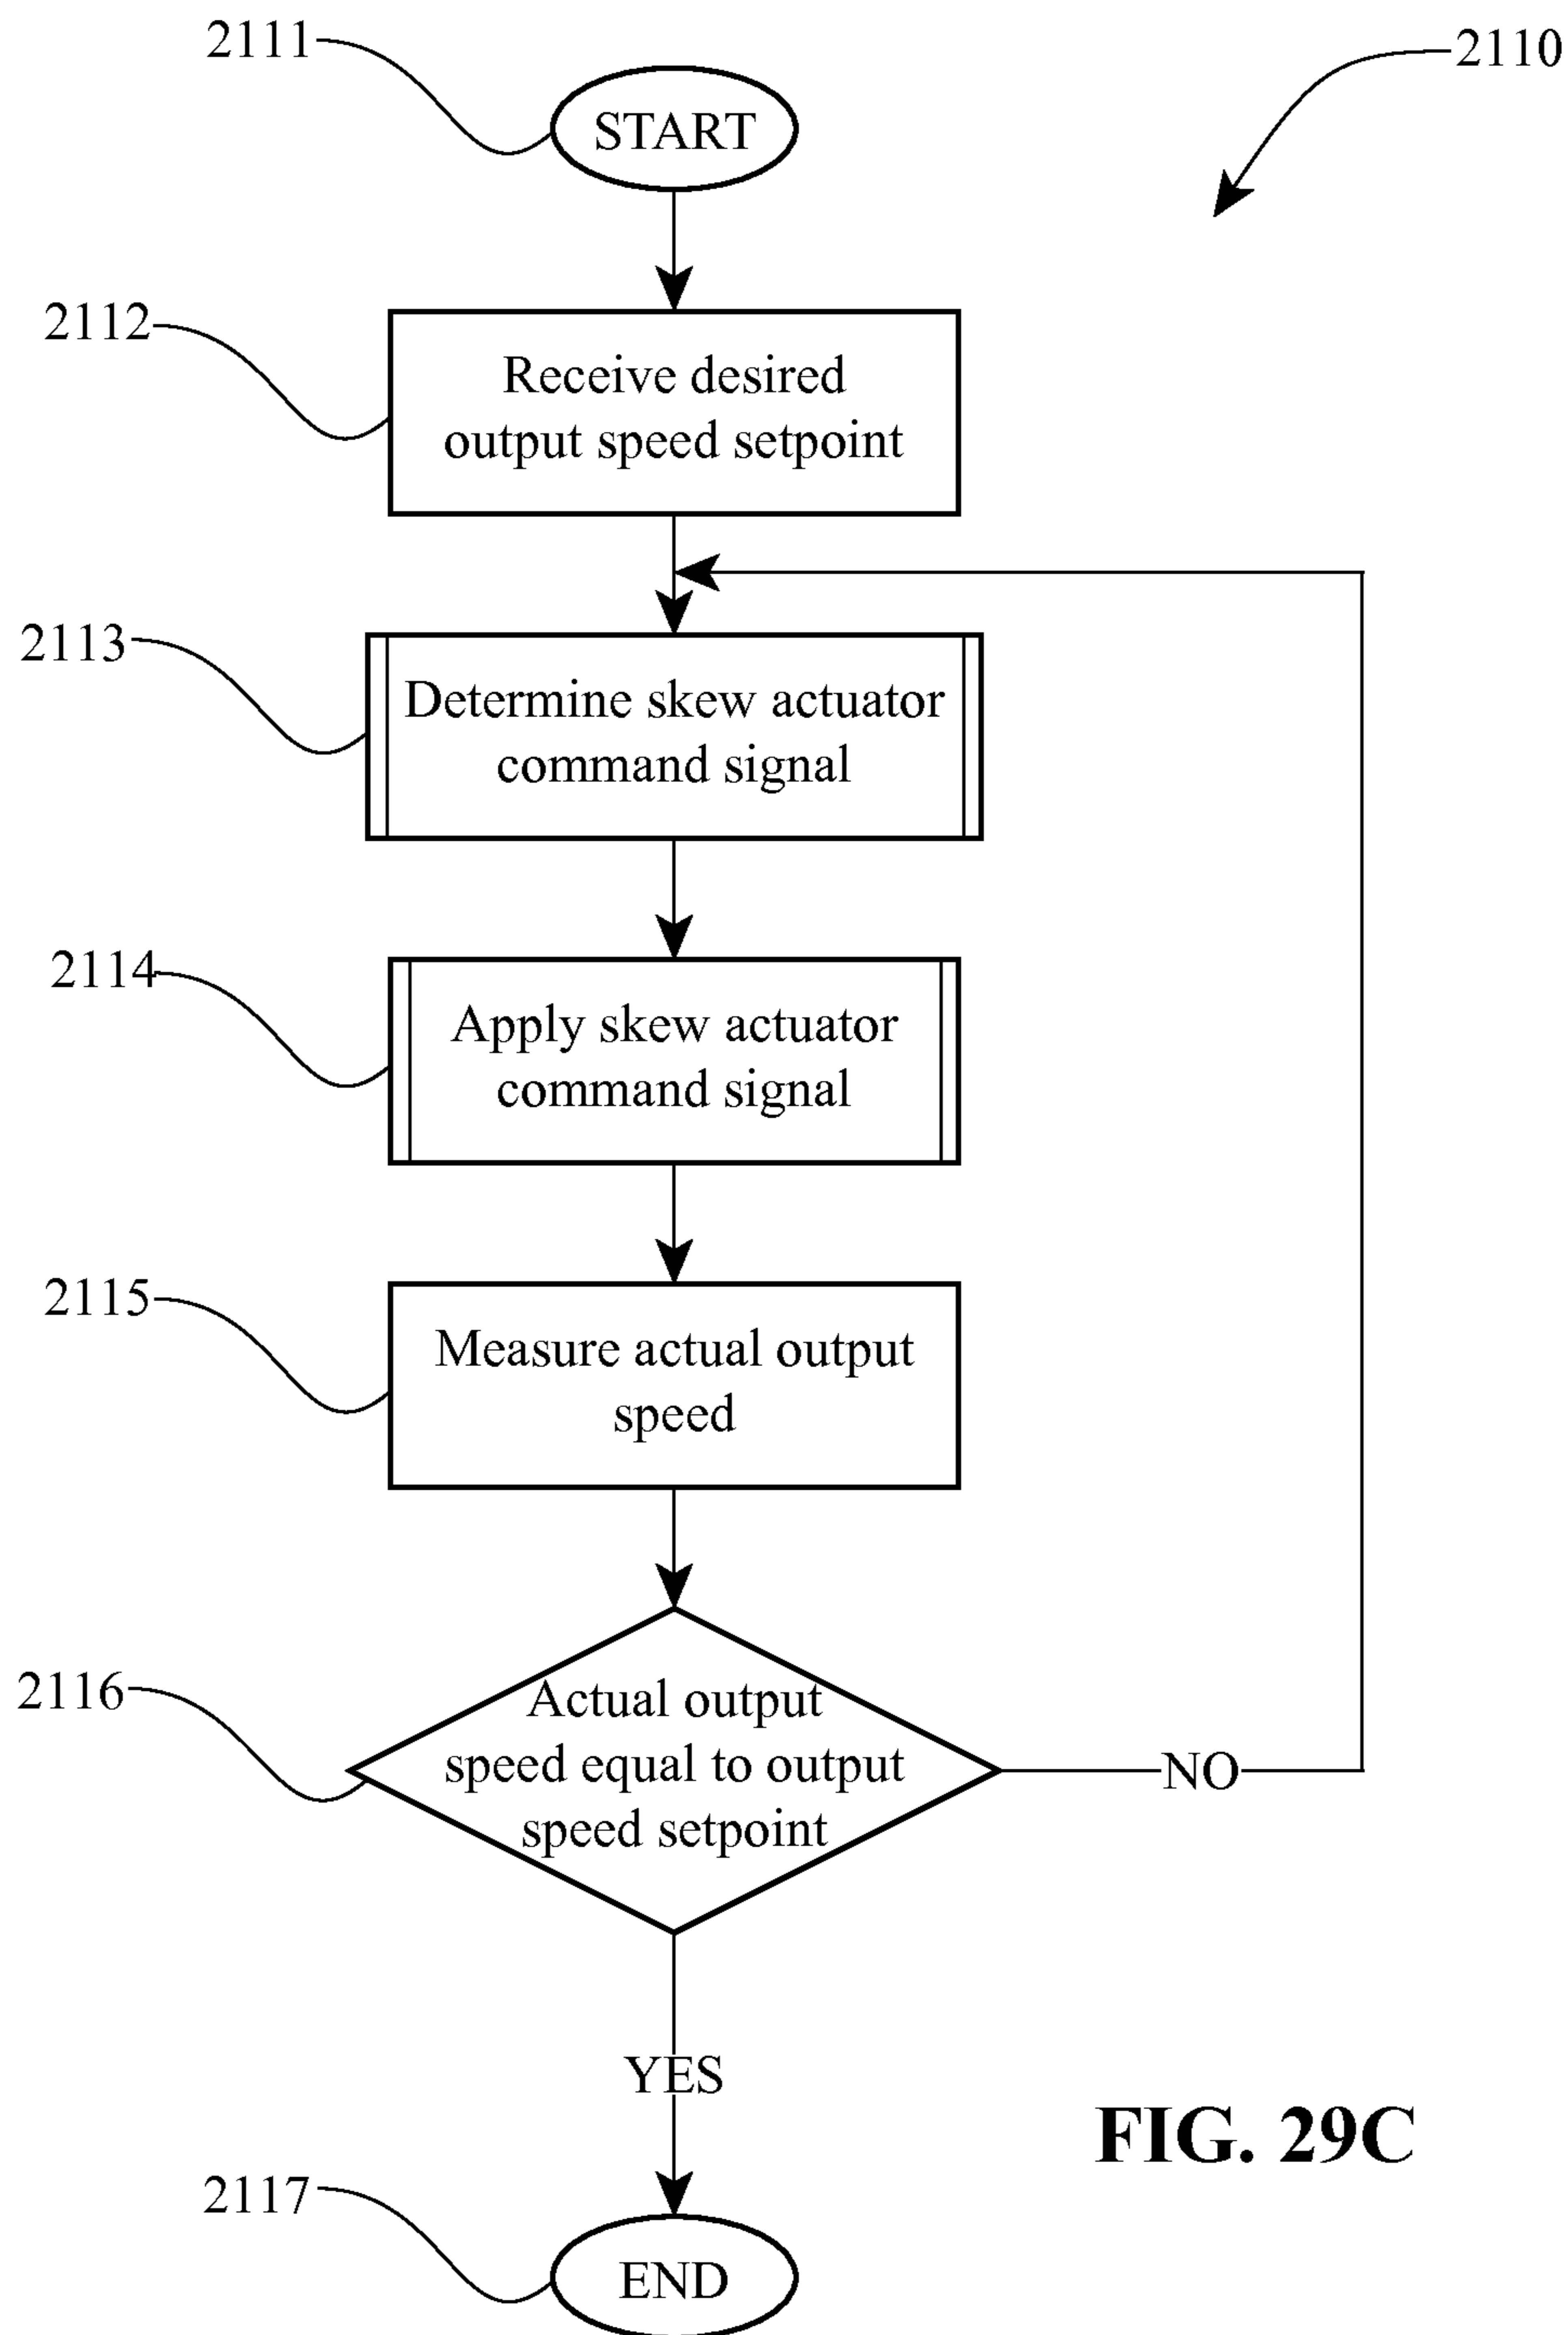 2111
2110
START
2112
Receive desired
output speed setpoint
2113
Determine skew actuator
command signal
2114
Apply skew actuator
command signal
2115
Measure actual output
speed
2116
Actual output
speed equal to output
speed setpoint
NO
YES
FIG. 29C
2117
END